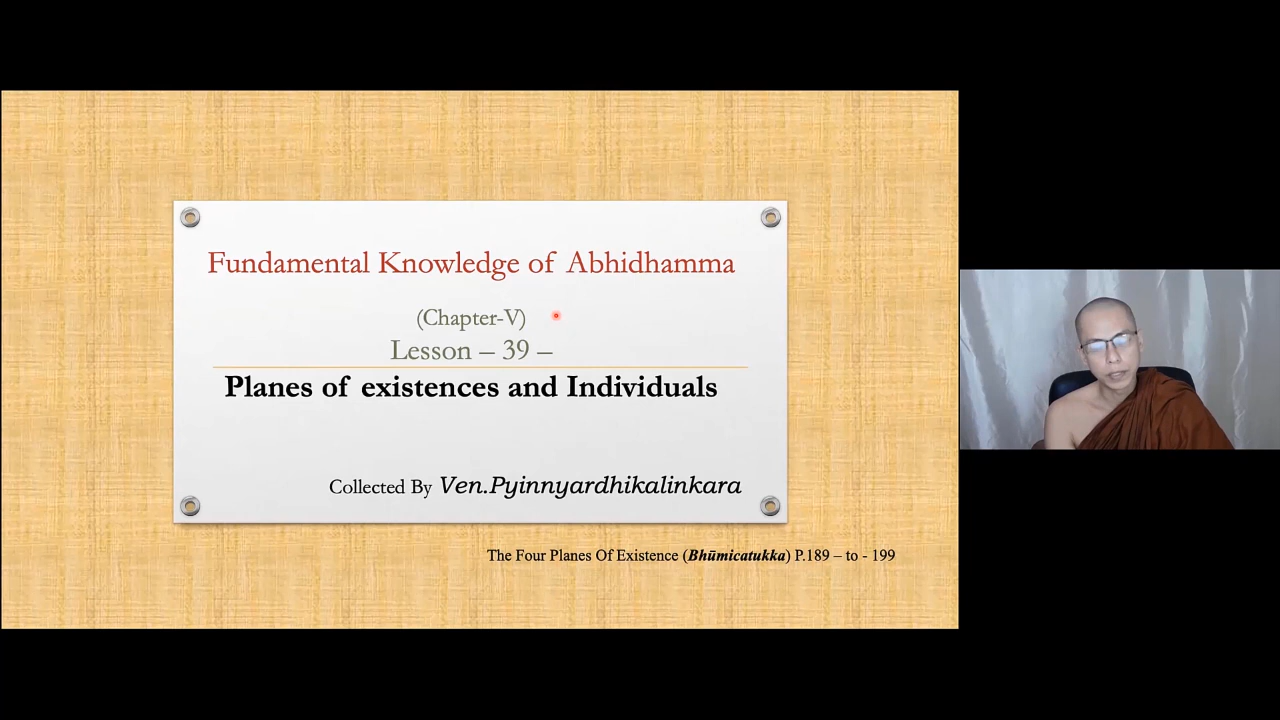 Fundamental Knowledge of Abhidhamma
(Chapter-V)
Lesson – 39 –
Planes of existences and Individuals
Collected By Ven.Pyinnyardhikalinkara
The Four Planes Of Existence (Bhūmicatukka) P.189 – to - 199